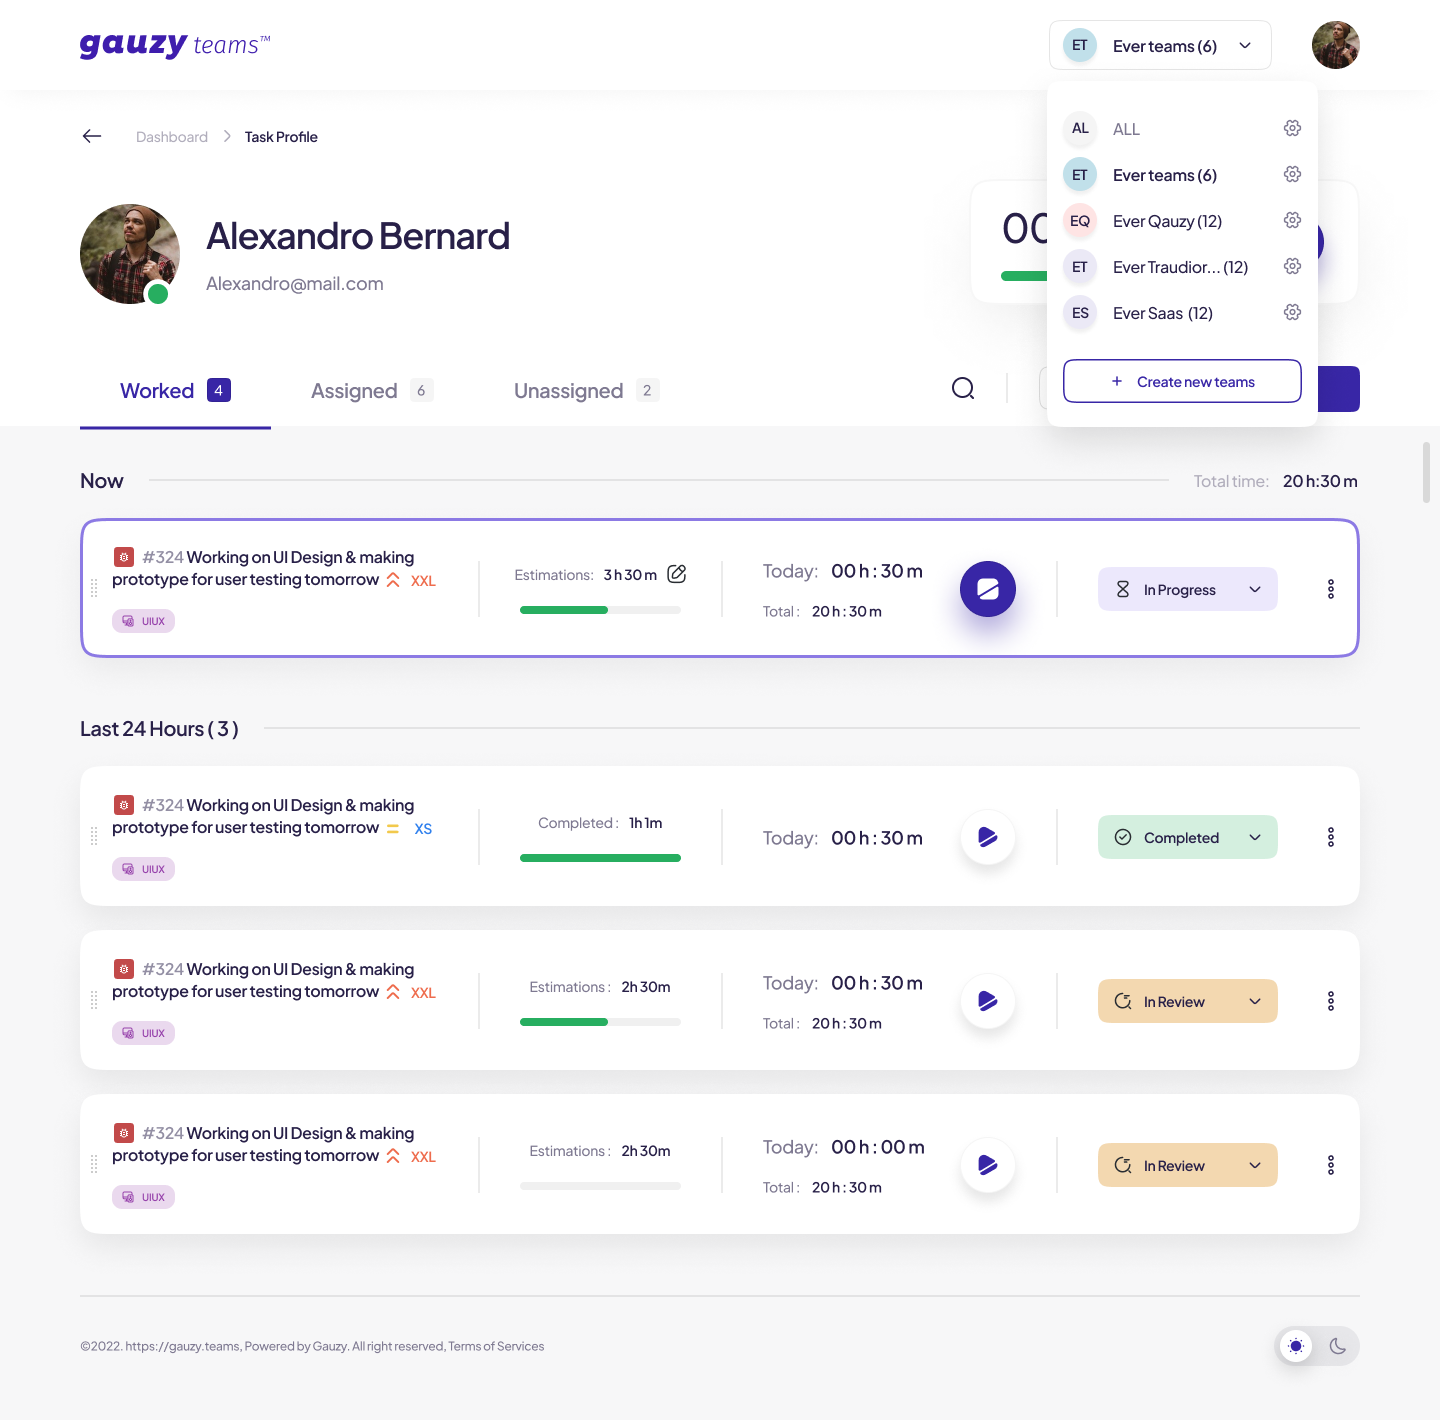 gauzy teams™
ET Ever teams (6)
Dashboard Task Profile
AL ALL
ET Ever teams (6)
EQ Ever Qauzy (12)
ET Ever Traudior... (12)
ES Ever Saas (12)
+ Create new teams
Alexandro Bernard
Alexandro@mail.com
00
Worked 4 Assigned 6 Unassigned 2
Now Total time: 20 h:30 m
#324 Working on UI Design & making
prototype for user testing tomorrow XXL
UIUX
Estimations: 3 h 30 m
Today: 00 h : 30 m
Total : 20 h : 30 m
In Progress
Last 24 Hours ( 3 )
#324 Working on UI Design & making
prototype for user testing tomorrow XS
UIUX
Completed : 1h 1m
Today: 00 h : 30 m
Completed
#324 Working on UI Design & making
prototype for user testing tomorrow XXL
UIUX
Estimations : 2h 30m
Today: 00 h : 30 m
Total : 20 h : 30 m
In Review
#324 Working on UI Design & making
prototype for user testing tomorrow XXL
UIUX
Estimations : 2h 30m
Today: 00 h : 00 m
Total : 20 h : 30 m
In Review
©2022. https://gauzy.teams, Powered by Gauzy. All right reserved, Terms of Services